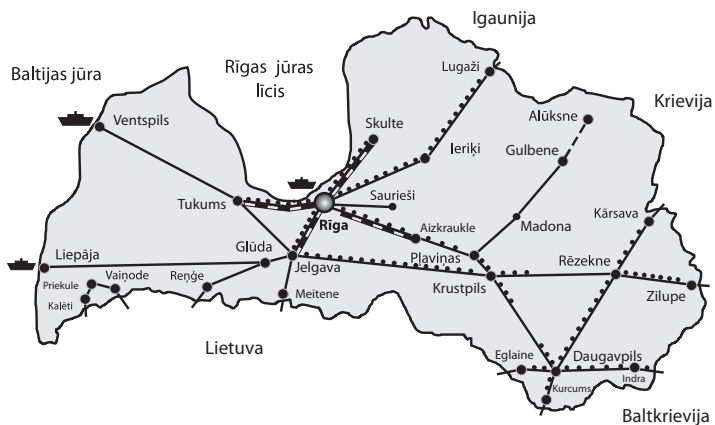 Igaunija
Baltijas jūra
Rīgas jūras
līcis
Lugaži
Krievija
Ventspils
Skulte
Alūksne
Ieriķi
Gulbene
Tukums
Saurieši
Rīga
Aizkraukle
Madona
Kārsava
Liepāja
Glūda
Jelgava
Pļaviņas
Rēzekne
Priekule
Vaiņode
Reņģe
Krustpils
Zilupe
Kalēti
Meitene
Lietuva
Eglaine
Daugavpils
Indra
Kurcums
Baltkrievija